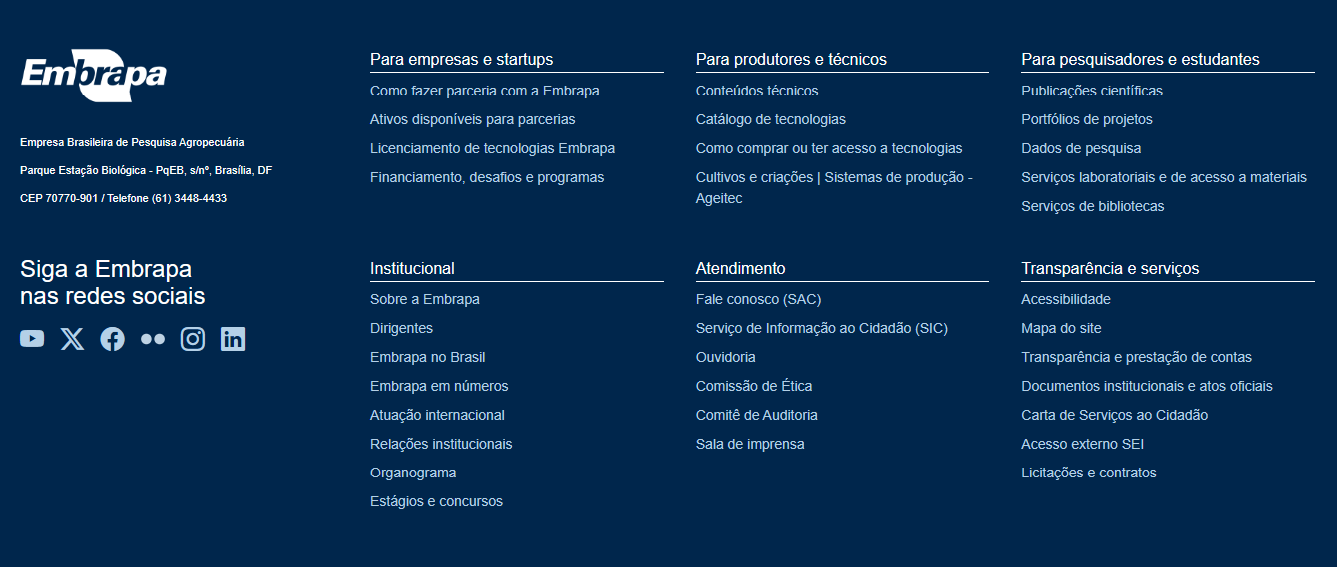 Embrapa
Empresa Brasileira de Pesquisa Agropecuária
Parque Estação Biológica - PqEB, s/nº, Brasília, DF
CEP 70770-901 / Telefone (61) 3448-4433
Siga a Embrapa
nas redes sociais
Para empresas e startups
Como fazer parceria com a Embrapa
Ativos disponíveis para parcerias
Licenciamento de tecnologias Embrapa
Financiamento, desafios e programas
Para produtores e técnicos
Conteúdos técnicos
Catálogo de tecnologias
Como comprar ou ter acesso a tecnologias
Cultivos e criações | Sistemas de produção -
Ageitec
Para pesquisadores e estudantes
Publicações científicas
Portfólios de projetos
Dados de pesquisa
Serviços laboratoriais e de acesso a materiais
Serviços de bibliotecas
Institucional
Sobre a Embrapa
Dirigentes
Embrapa no Brasil
Embrapa em números
Atuação internacional
Relações institucionais
Organograma
Estágios e concursos
Atendimento
Fale conosco (SAC)
Serviço de Informação ao Cidadão (SIC)
Ouvidoria
Comissão de Ética
Comitê de Auditoria
Sala de imprensa
Transparência e serviços
Acessibilidade
Mapa do site
Transparência e prestação de contas
Documentos institucionais e atos oficiais
Carta de Serviços ao Cidadão
Acesso externo SEI
Licitações e contratos